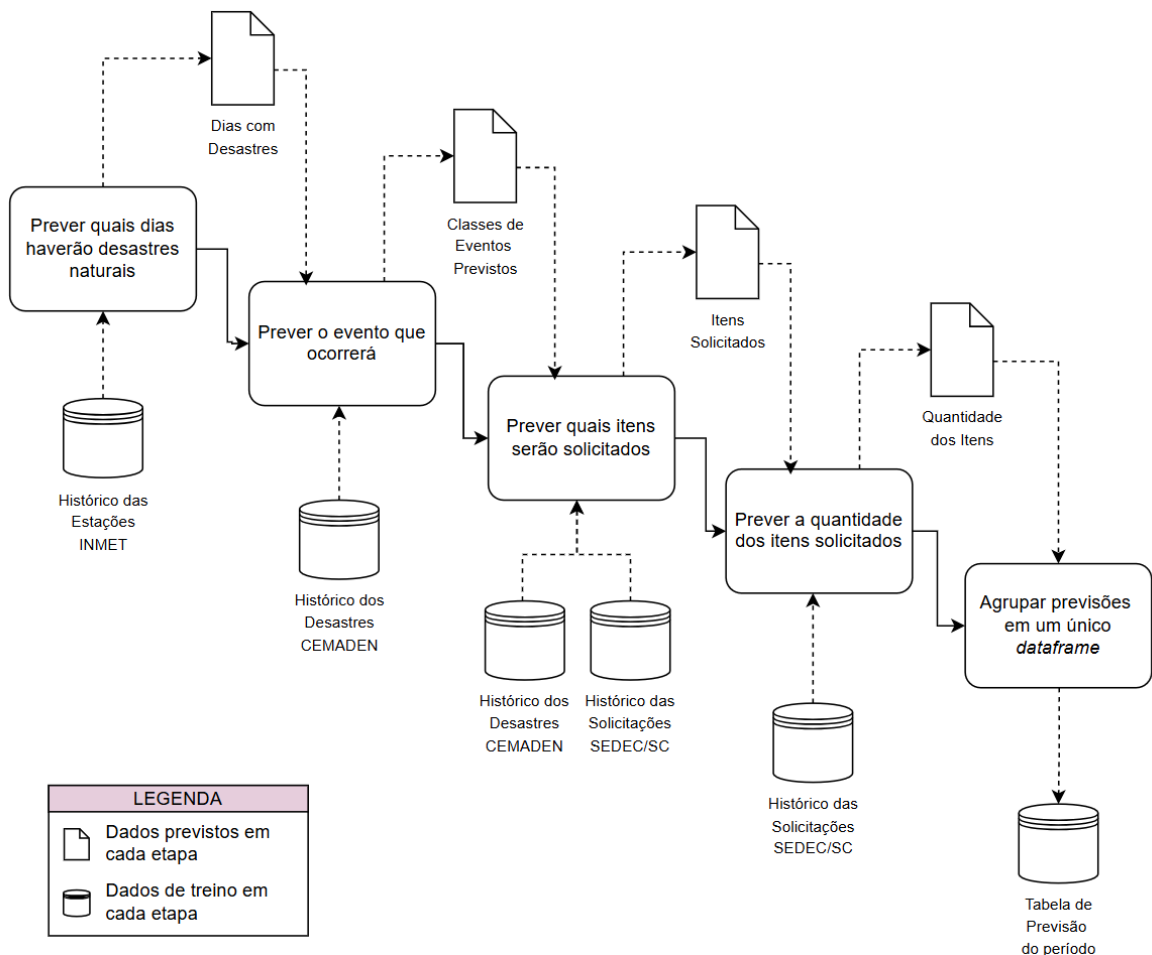 Dias com
Desastres
Prever quais dias
haverão desastres
naturais
Classes de
Eventos
Previstos
Prever o evento que
ocorrerá
Itens
Solicitados
Prever quais itens
serão solicitados
Quantidade
dos Itens
Histórico das
Estações
INMET
Prever a quantidade
dos itens solicitados
Histórico dos
Desastres
CEMADEN
Agrupar previsões
em um único
dataframe
Histórico dos
Desastres
CEMADEN
Histórico das
Solicitações
SEDEC/SC
Histórico das
Solicitações
SEDEC/SC
Tabela de
Previsão
do período
LEGENDA
Dados previstos em
cada etapa
Dados de treino em
cada etapa